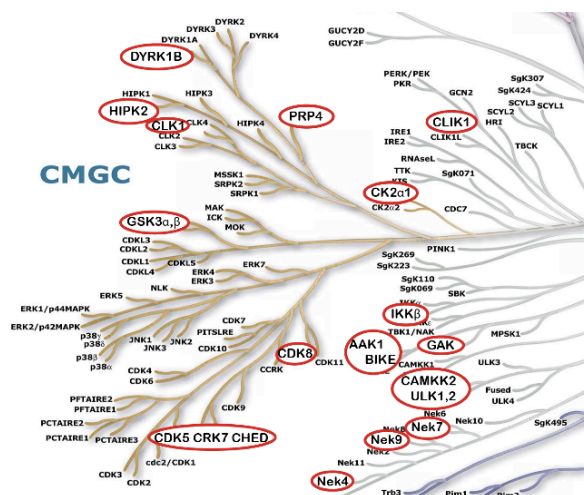 DYRK2
DYRK3
DYRK1A
DYRK4
DYRK1B
GUCY2D
GUCY2F
PERK/PEK
PKR
GCN2
SgK307
SgK424
SCYL3
SCYL1
SCYL2
HRI
HIPK1
HIPK3
HIPK2
CLK1
CLK4
CLK2
CLK3
HIPK4
PRP4
CLIK1
CLIK1L
IRE1
IRE2
TBCK
RNAseL
CMGC
MSSK1
SRPK2
SRPK1
TTK
SgK071
CK2α1
CK2α2
CDC7
MAK
ICK
MOK
GSK3α,β
CDKL3
CDKL2
CDKL1
CDKL5
CDKL4
PINK1
SgK269
SgK223
ERK7
ERK4
ERK3
NLK
ERK5
SgK110
SgK069
SBK
ERK1/p44MAPK
ERK2/p42MAPK
p38γ
p38δ
p38β
p38α
JNK1
JNK3
JNK2
CDK7
PITSLRE
CDK10
IKKβ
TBK1/NAK
MPSK1
AAK1
BIKE
GAK
CDK8
CDK11
CCRK
CAMKK1
CAMKK2
ULK1,2
ULK3
Fused
ULK4
CDK4
CDK6
PFTAIRE2
PFTAIRE1
CDK9
PCTAIRE2
PCTAIRE1
PCTAIRE3
CDK5 CRK7 CHED
Nek6
Nek7
Nek10
Nek9
Nek2
SgK495
cdc2/CDK1
CDK3
CDK2
Nek11
Nek4
Trb3
Pim1